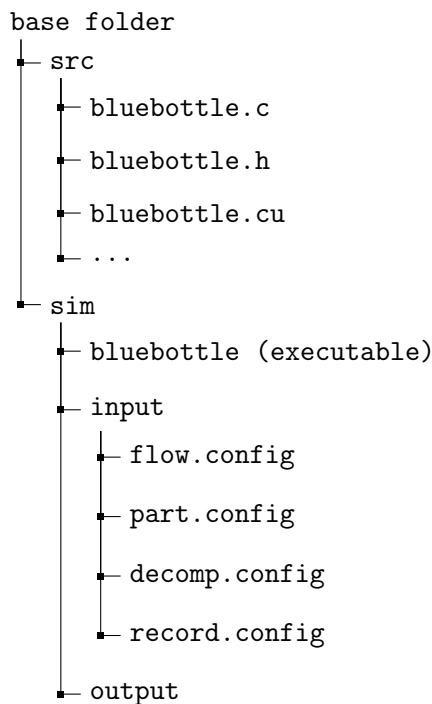 base folder
src
bluebottle.c
bluebottle.h
bluebottle.cu
...
sim
bluebottle (executable)
input
flow.config
part.config
decomp.config
record.config
output